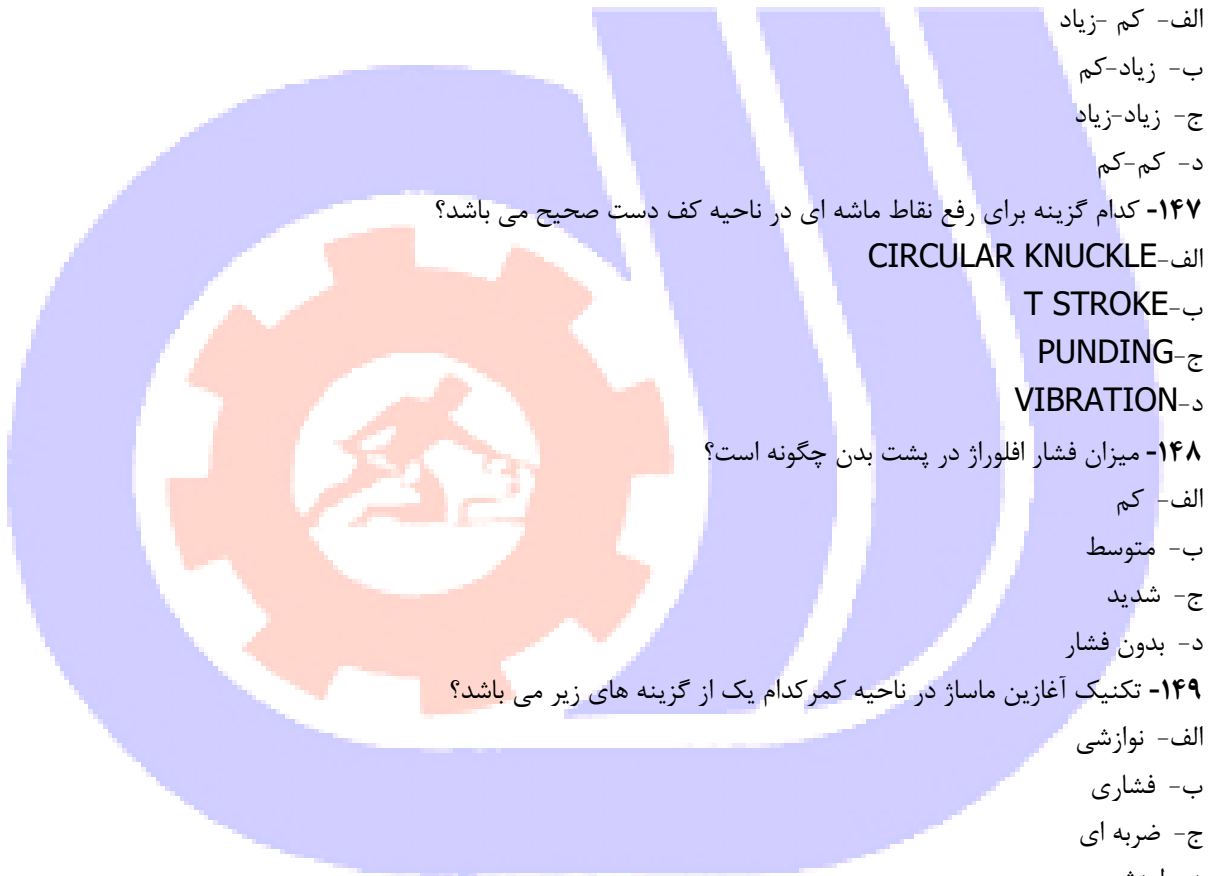 الف- کم -زیاد
ب- زیاد-کم
ج- زیاد-زیاد
د- کم-کم
۱۴۷- کدام گزینه برای رفع نقاط ماشه ای در ناحیه کف دست صحیح می باشد؟
الف-CIRCULAR KNUCKLE
ب-T STROKE
ج-PUNDING
د-VIBRATION
۱۴۸- میزان فشار افلوراژ در پشت بدن چگونه است؟
الف- کم
ب- متوسط
ج- شدید
د- بدون فشار
۱۴۹- تکنیک آغازین ماساژ در ناحیه کمرکدام یک از گزینه های زیر می باشد؟
الف- نوازشی
ب- فشاری
ج- ضربه ای